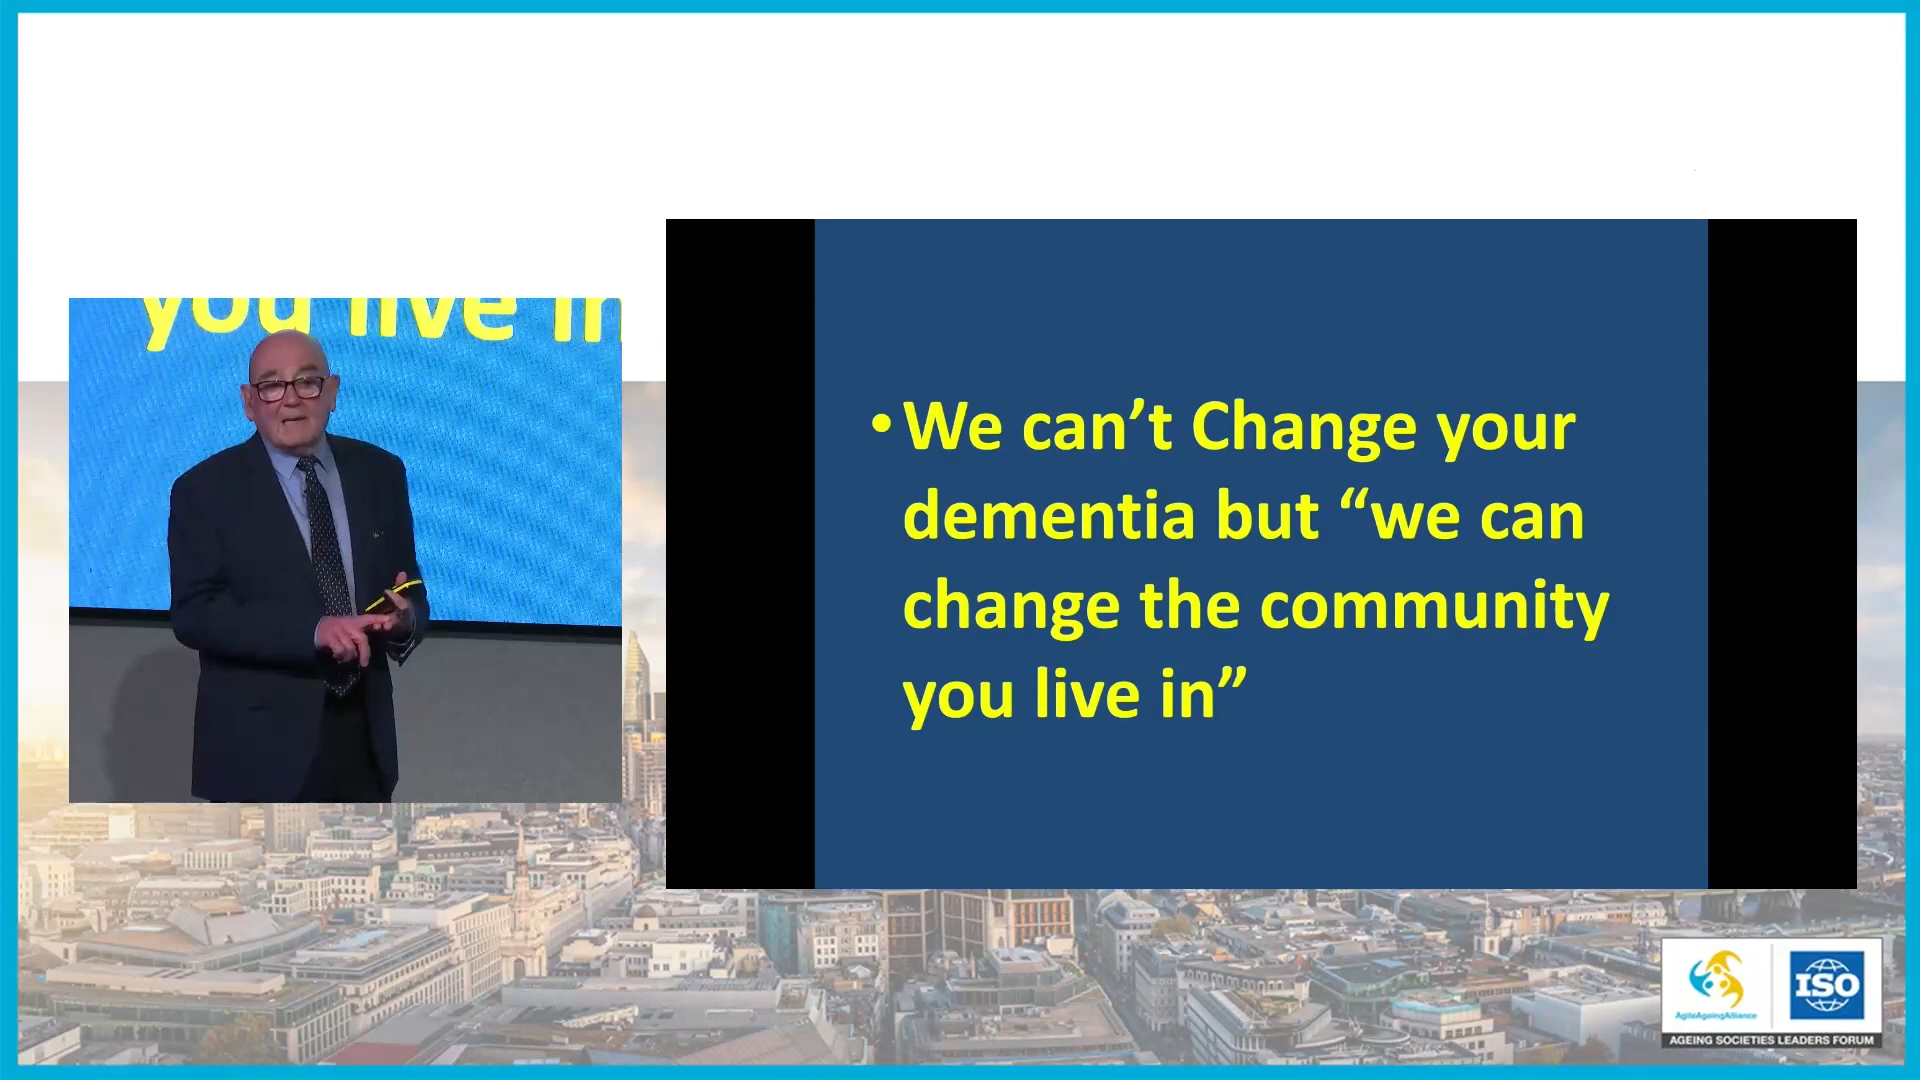 you live in
• We can’t Change your
dementia but “we can
change the community
you live in”
AgileAgeingAlliance
ISO
AGEING SOCIETIES LEADERS FORUM